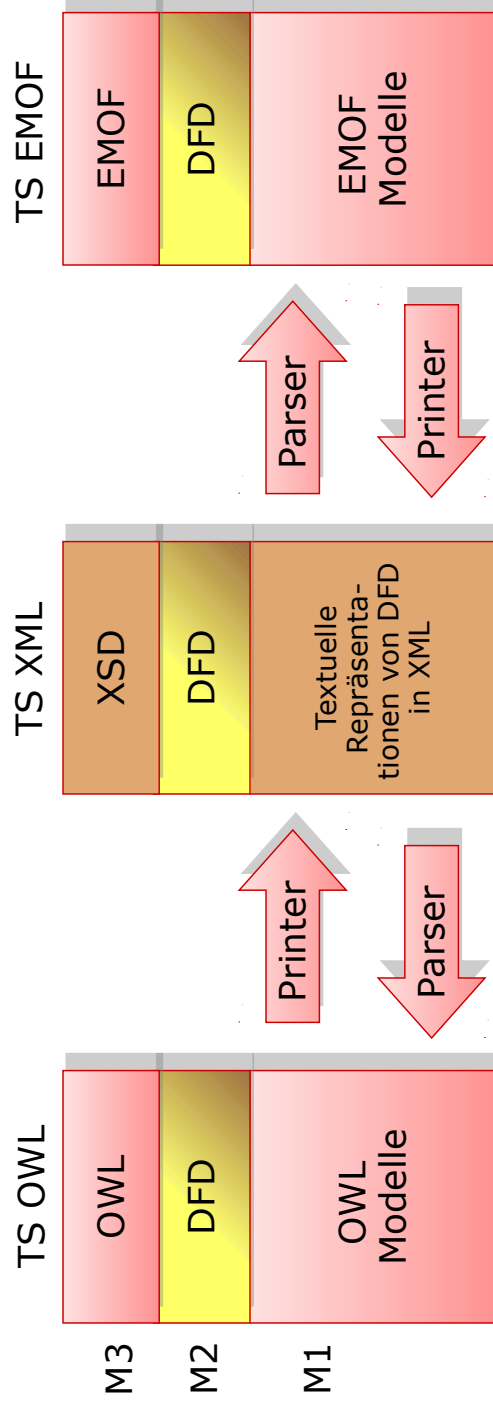 TS OWL
TS XML
TS EMOF
M3
OWL
XSD
EMOF
M2
DFD
DFD
DFD
M1
OWL
Modelle
Printer
Parser
Textuelle
Repräsenta-
tionen von DFD
in XML
Parser
Printer
EMOF
Modelle